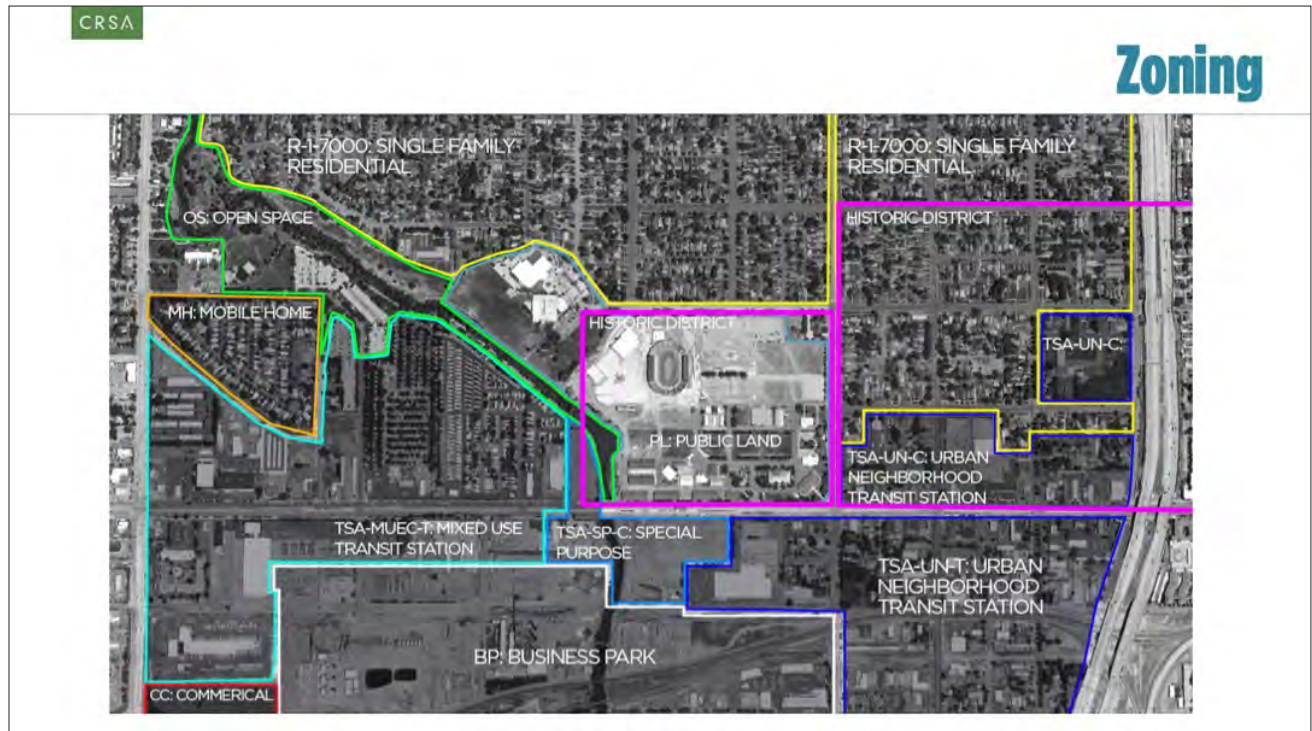 CRSA
Zoning
R-1-7000: SINGLE FAMILY
RESIDENTIAL
R-1-7000: SINGLE FAMILY
RESIDENTIAL
OS: OPEN SPACE
HISTORIC DISTRICT
MH: MOBILE HOME
HISTORIC DISTRICT
TSA-UN-C:
PL: PUBLIC LAND
TSA-UN-C: URBAN
NEIGHBORHOOD
TRANSIT STATION
TSA-MUEC-T: MIXED USE
TRANSIT STATION
TSA-SP-C: SPECIAL
PURPOSE
TSA-UN-T: URBAN
NEIGHBORHOOD
TRANSIT STATION
BP: BUSINESS PARK
CC: COMMERICAL